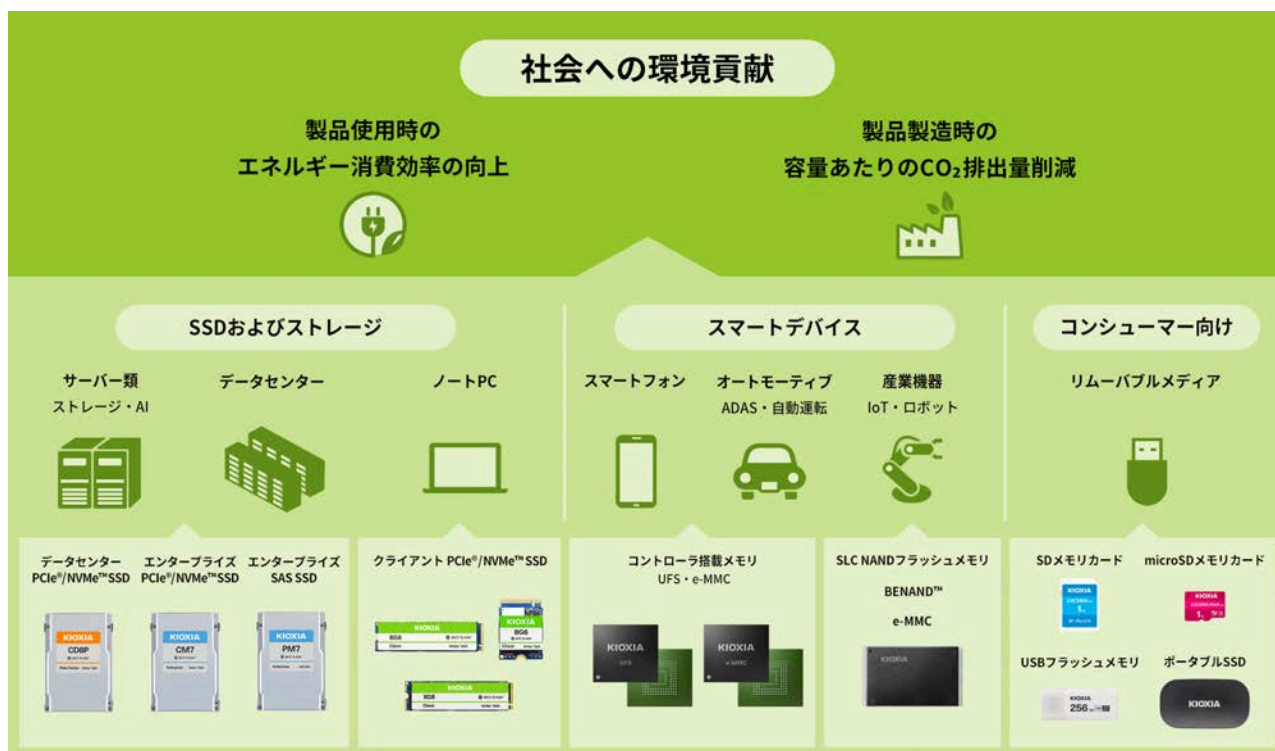 社会への環境貢献
製品使用時の
エネルギー消費効率の向上
製品製造時の
容量あたりのCO₂排出量削減
SSDおよびストレージ
スマートデバイス
コンシューマー向け
サーバー類
ストレージ・AI
データセンター
ノートPC
スマートフォン
オートモーティブ
ADAS・自動運転
産業機器
IoT・ロボット
リムーバブルメディア
データセンター
PCIe®/NVMe™SSD
エンタープライズ
PCIe®/NVMe™SSD
エンタープライズ
SAS SSD
クライアント PCIe®/NVMe™SSD
コントローラ搭載メモリ
UFS・e-MMC
SLC NANDフラッシュメモリ
BENAND™
e-MMC
SDメモリカード
microSDメモリカード
USBフラッシュメモリ
ポータブルSSD
KIOXIA
CD8P
KIOXIA
CM7
KIOXIA
PM7
KIOXIA
BG6
Client
KIOXIA
BG6
KIOXIA
XG8
Client
KIOXIA
UFS
KIOXIA
e-MMC
KIOXIA
KIOXIA
KIOXIA
KIOXIA
256
KIOXIA